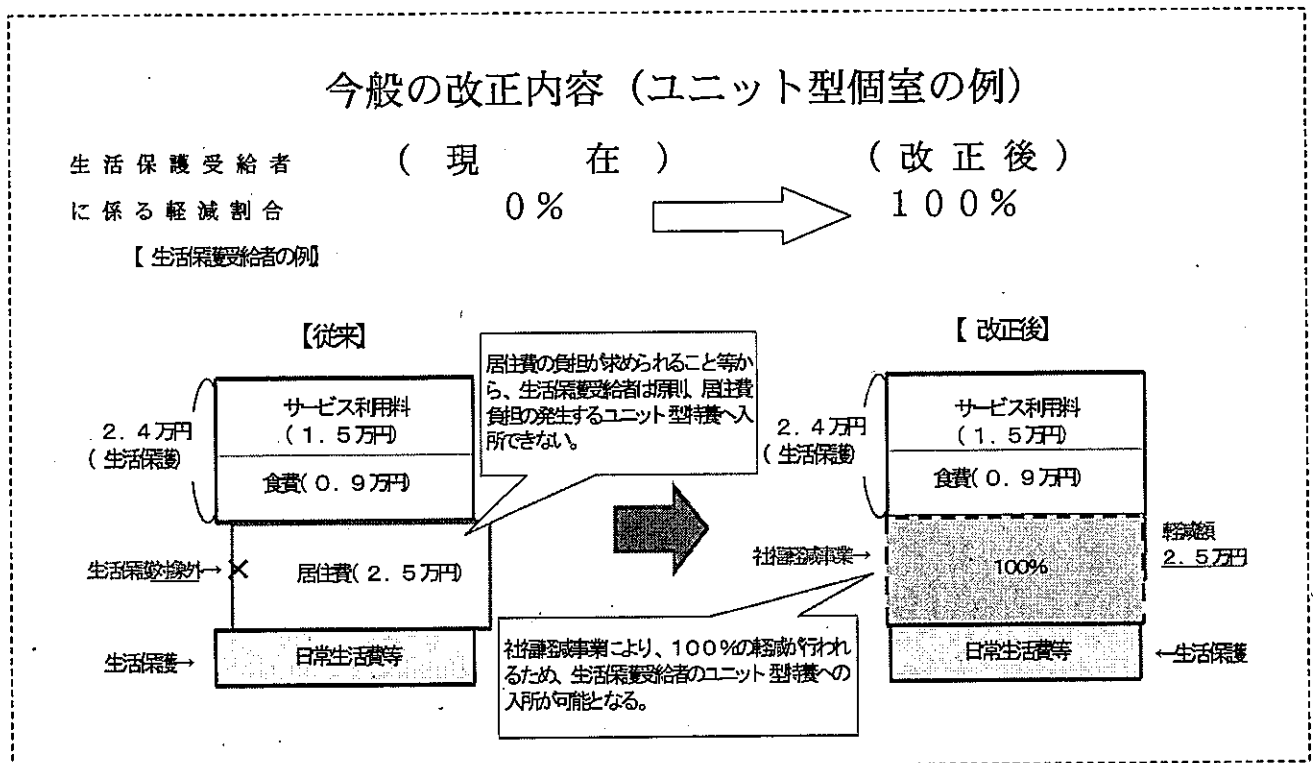 今般の改正内容（ユニット型個室の例）
生活保護受給者
に係る軽減割合
（現　在）
0%
（改正後）
100%
【生活保護受給者の例】
【従来】
2.4万円
（生活保護）
サービス利用料
（1.5万円）
食費（0.9万円）
生活保護対象外→×
居住費（2.5万円）
生活保護→
日常生活費等
居住費の負担が求められること等か
ら、生活保護受給者は原則、居住費
負担の発生するユニット型特養へ入
所できない。
【改正後】
2.4万円
（生活保護）
サービス利用料
（1.5万円）
食費（0.9万円）
社福軽減事業→
100%
軽減額
2.5万円
日常生活費等
←生活保護
社福軽減事業により、100%の軽減が行われ
るため、生活保護受給者のユニット型特養への
入所が可能となる。